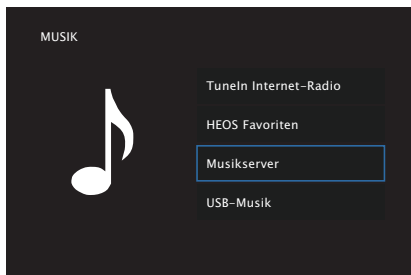 MUSIK
TuneIn Internet-Radio
HEOS Favoriten
Musikserver
USB-Musik